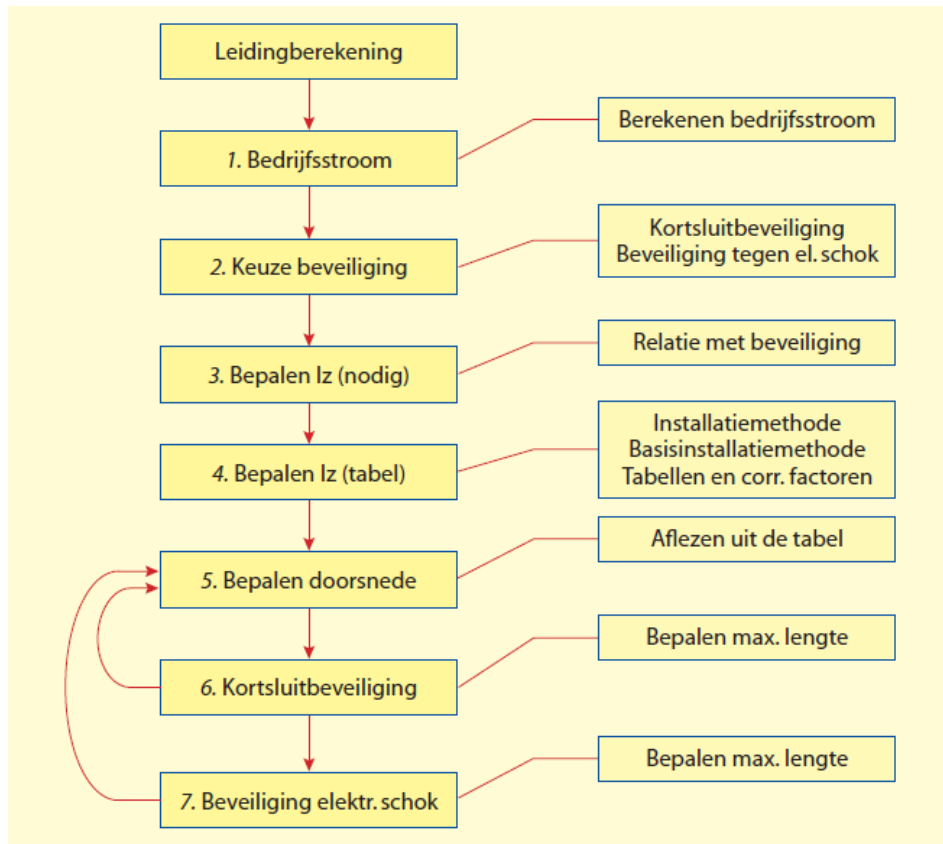 Leidingberekening
Berekenen bedrijfsstroom
1. Bedrijfsstroom
Kortsluitbeveiliging
Beveiliging tegen el. schok
2. Keuze beveiliging
Relatie met beveiliging
3. Bepalen Iz (nodig)
Installatiemethode
Basisinstallatiemethode
Tabellen en corr. factoren
4. Bepalen Iz (tabel)
Aflezen uit de tabel
5. Bepalen doorsnede
Bepalen max. lengte
6. Kortsluitbeveiliging
Bepalen max. lengte
7. Beveiliging elektr. schok